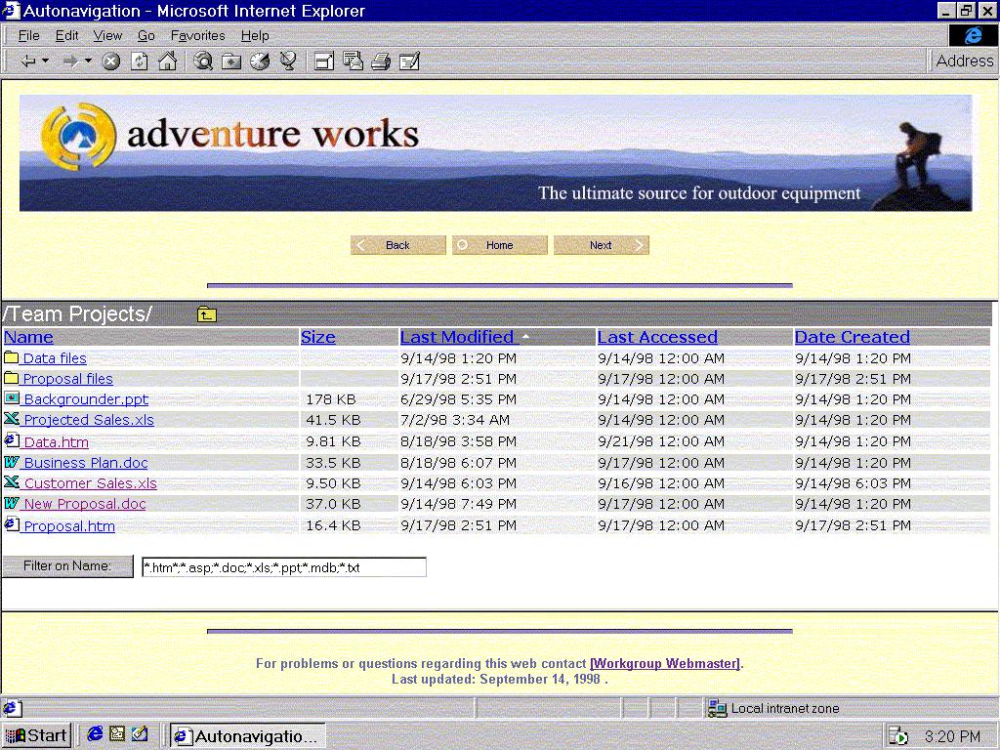 Autonavigation - Microsoft Internet Explorer
File Edit View Go Favorites Help
Address
adventure works
The ultimate source for outdoor equipment
Back Home Next
/Team Projects/
Name Size Last Modified Last Accessed Date Created
Data files 9/14/98 1:20 PM 9/14/98 12:00 AM 9/14/98 1:20 PM
Proposal files 9/17/98 2:51 PM 9/17/98 12:00 AM 9/17/98 2:51 PM
Backgrounder.ppt 178 KB 6/29/98 5:35 PM 9/14/98 12:00 AM 9/14/98 1:20 PM
Projected Sales.xls 41.5 KB 7/2/98 3:34 AM 9/14/98 12:00 AM 9/14/98 1:20 PM
Data.htm 9.81 KB 8/18/98 3:58 PM 9/21/98 12:00 AM 9/14/98 1:20 PM
Business Plan.doc 33.5 KB 8/18/98 6:07 PM 9/17/98 12:00 AM 9/14/98 1:20 PM
Customer Sales.xls 9.50 KB 9/14/98 6:03 PM 9/16/98 12:00 AM 9/14/98 6:03 PM
New Proposal.doc 37.0 KB 9/14/98 7:49 PM 9/17/98 12:00 AM 9/14/98 1:20 PM
Proposal.htm 16.4 KB 9/17/98 2:51 PM 9/17/98 12:00 AM 9/17/98 2:51 PM
Filter on Name: *.htm*;*.asp;*.doc;*.xls;*.ppt;*.mdb;*.txt
For problems or questions regarding this web contact [Workgroup Webmaster].
Last updated: September 14, 1998 .
Local intranet zone
Start Autonavigatio... 3:20 PM